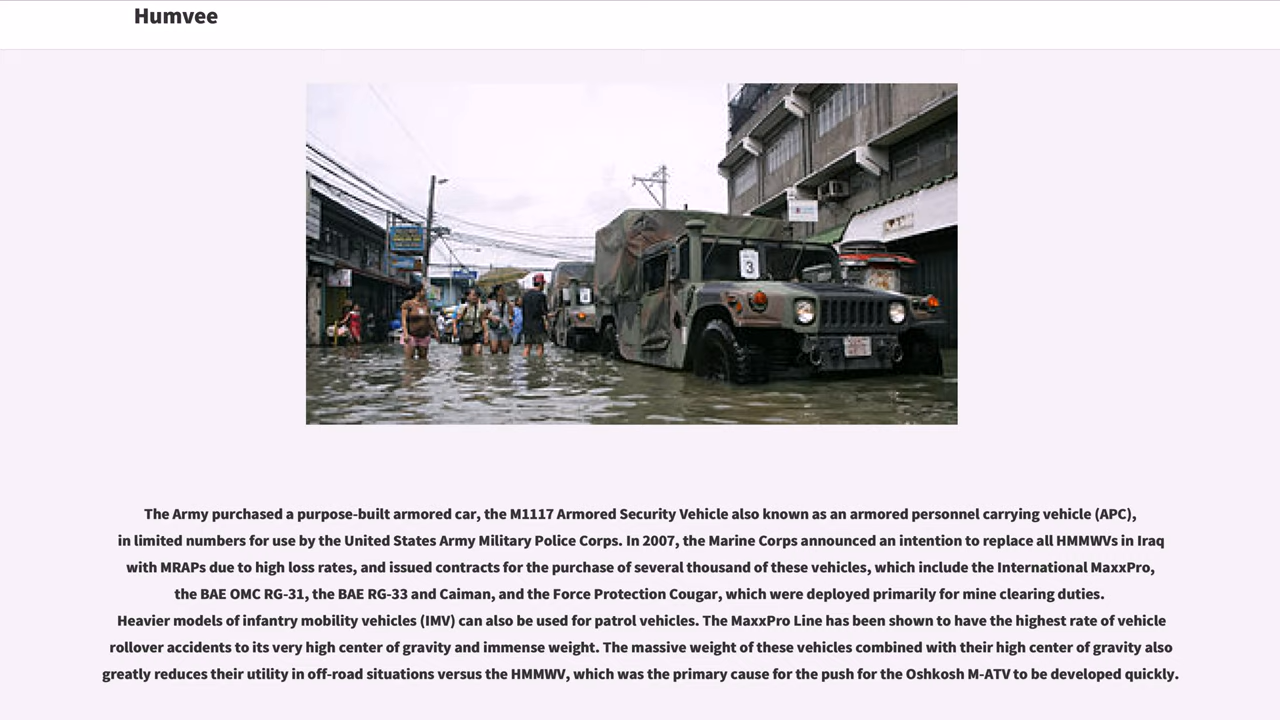 Humvee
3
The Army purchased a purpose-built armored car, the M1117 Armored Security Vehicle also known as an armored personnel carrying vehicle (APC),
in limited numbers for use by the United States Army Military Police Corps. In 2007, the Marine Corps announced an intention to replace all HMMWVs in Iraq
with MRAPs due to high loss rates, and issued contracts for the purchase of several thousand of these vehicles, which include the International MaxxPro,
the BAE OMC RG-31, the BAE RG-33 and Caiman, and the Force Protection Cougar, which were deployed primarily for mine clearing duties.
Heavier models of infantry mobility vehicles (IMV) can also be used for patrol vehicles. The MaxxPro Line has been shown to have the highest rate of vehicle
rollover accidents to its very high center of gravity and immense weight. The massive weight of these vehicles combined with their high center of gravity also
greatly reduces their utility in off-road situations versus the HMMWV, which was the primary cause for the push for the Oshkosh M-ATV to be developed quickly.